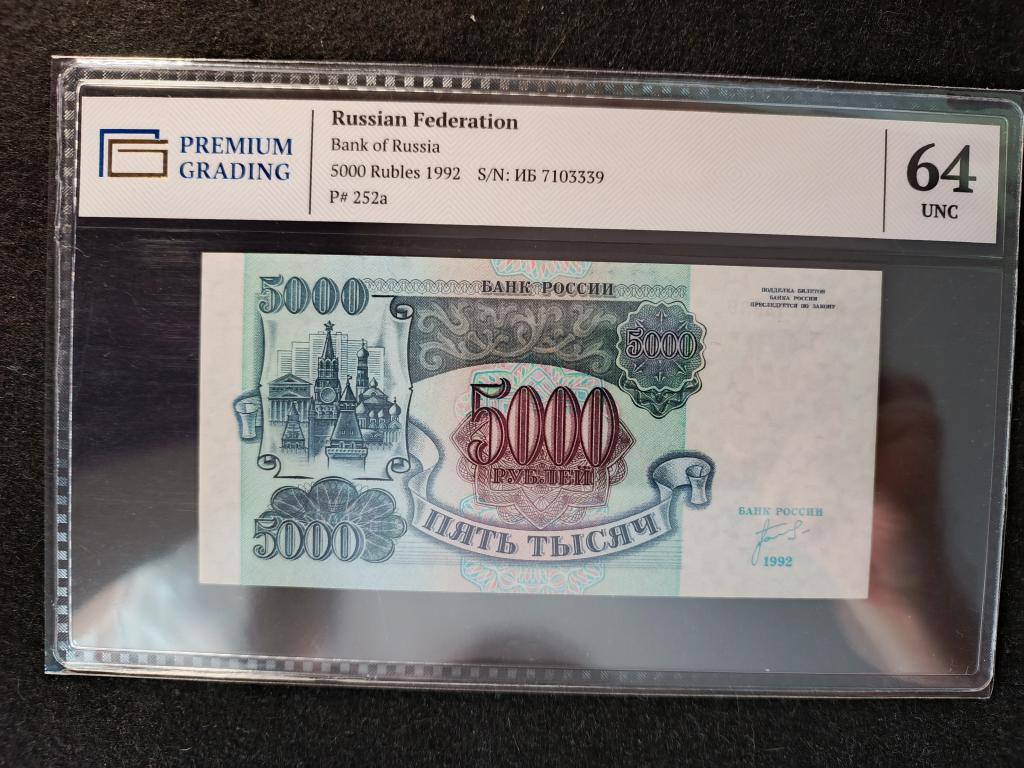 PREMIUM
GRADING
Russian Federation
Bank of Russia
5000 Rubles 1992 S/N: ИБ 7103339
P# 252a
64
UNC
5000
БАНК РОССИИ
ПОДДЕЛКА БИЛЕТОВ
БАНКА РОССИИ
ПРЕСЛЕДУЕТСЯ ПО ЗАКОНУ
5000
5000
РУБЛЕЙ
5000
ПЯТЬ ТЫСЯЧ
БАНК РОССИИ
1992